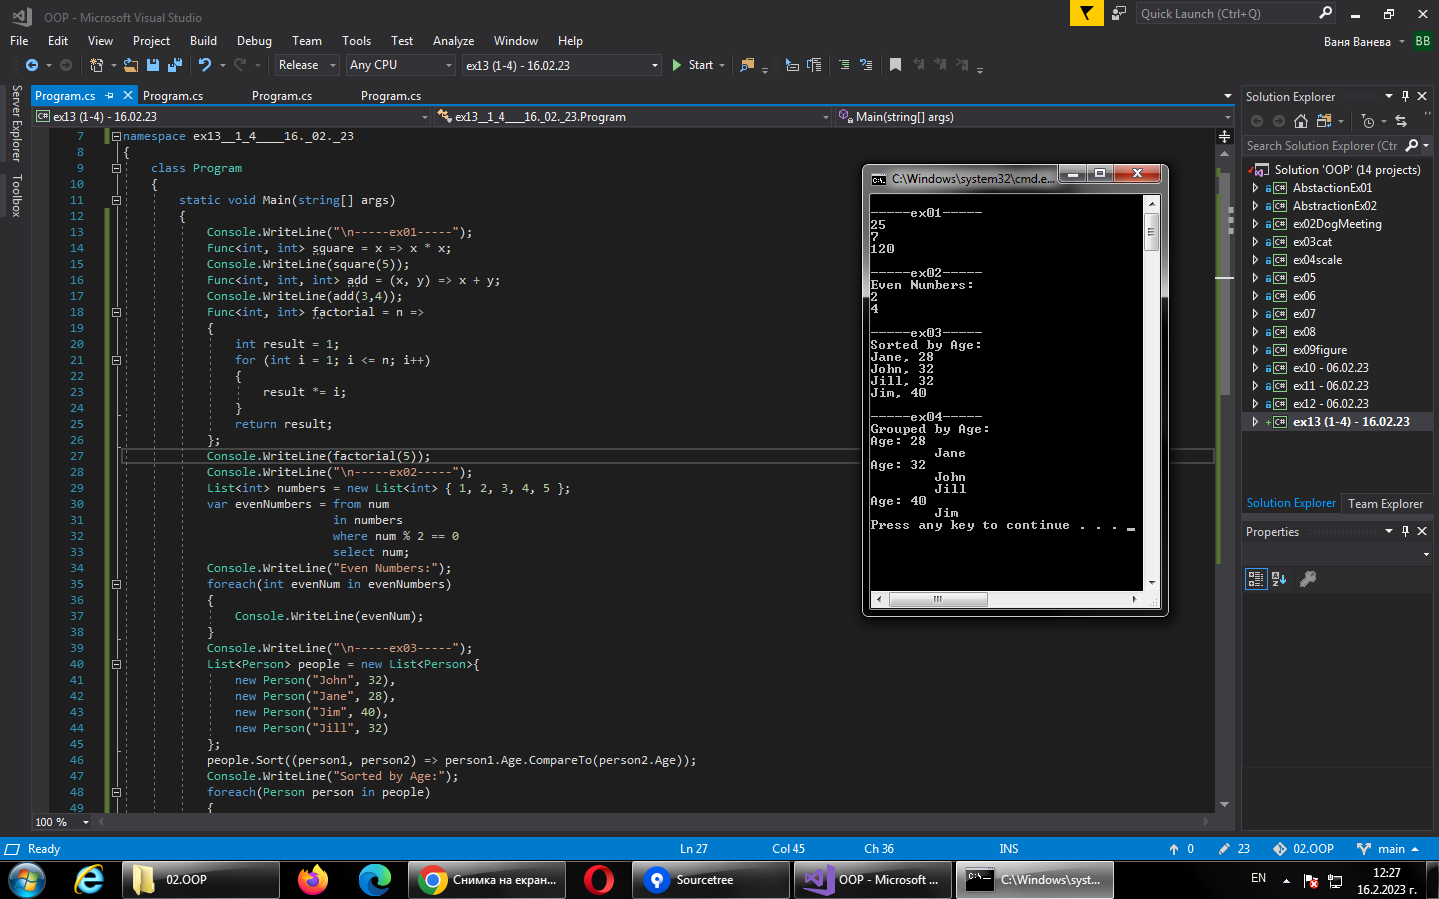 OOP - Microsoft Visual Studio
Quick Launch (Ctrl+Q)
File Edit View Project Build Debug Team Tools Test Analyze Window Help
Ваня Ванева BB
Release Any CPU ex13 (1-4) - 16.02.23 Start
Server Explorer
Toolbox
Program.cs Program.cs Program.cs Program.cs
ex13 (1-4) - 16.02.23 ex13__1_4____16._02._23.Program Main(string[] args)
7 namespace ex13__1_4____16._02._23
8 {
9 class Program
10 {
11 static void Main(string[] args)
12 {
13 Console.WriteLine("\n-----ex01-----");
14 Func<int, int> square = x => x * x;
15 Console.WriteLine(square(5));
16 Func<int, int, int> add = (x, y) => x + y;
17 Console.WriteLine(add(3,4));
18 Func<int, int> factorial = n =>
19 {
20 int result = 1;
21 for (int i = 1; i <= n; i++)
22 {
23 result *= i;
24 }
25 return result;
26 };
27 Console.WriteLine(factorial(5));
28 Console.WriteLine("\n-----ex02-----");
29 List<int> numbers = new List<int> { 1, 2, 3, 4, 5 };
30 var evenNumbers = from num
31 in numbers
32 where num % 2 == 0
33 select num;
34 Console.WriteLine("Even Numbers:");
35 foreach(int evenNum in evenNumbers)
36 {
37 Console.WriteLine(evenNum);
38 }
39 Console.WriteLine("\n-----ex03-----");
40 List<Person> people = new List<Person>{
41 new Person("John", 32),
42 new Person("Jane", 28),
43 new Person("Jim", 40),
44 new Person("Jill", 32)
45 };
46 people.Sort((person1, person2) => person1.Age.CompareTo(person2.Age));
47 Console.WriteLine("Sorted by Age:");
48 foreach(Person person in people)
49 {
100 %
C:\Windows\system32\cmd.e...
-----ex01-----
25
7
120
-----ex02-----
Even Numbers:
2
4
-----ex03-----
Sorted by Age:
Jane, 28
John, 32
Jill, 32
Jim, 40
-----ex04-----
Grouped by Age:
Age: 28
Jane
Age: 32
John
Jill
Age: 40
Jim
Press any key to continue . . . _
Solution Explorer
Search Solution Explorer (Ctr
Solution 'OOP' (14 projects)
AbstactionEx01
AbstractionEx02
ex02DogMeeting
ex03cat
ex04scale
ex05
ex06
ex07
ex08
ex09figure
ex10 - 06.02.23
ex11 - 06.02.23
ex12 - 06.02.23
ex13 (1-4) - 16.02.23
Solution Explorer Team Explorer
Properties
Ready Ln 27 Col 45 Ch 36 INS 0 23 02.OOP main
02.OOP Снимка на екран... Sourcetree OOP - Microsoft ... C:\Windows\syst... EN 12:27
16.2.2023 г.